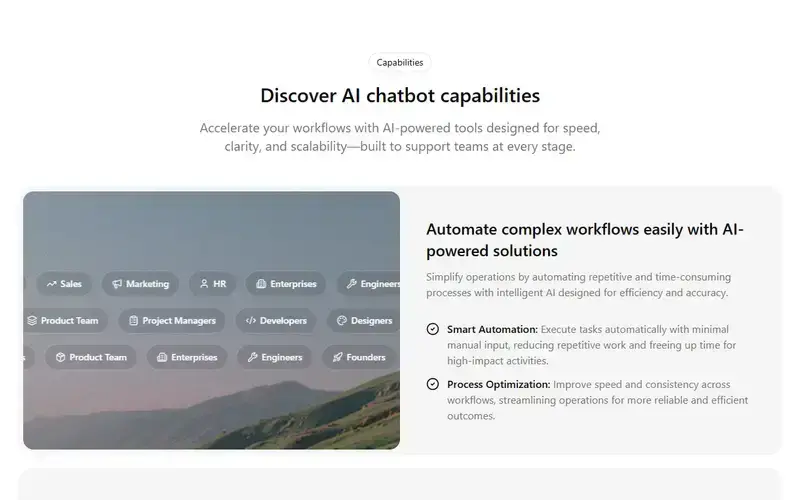 Capabilities
Discover AI chatbot capabilities
Accelerate your workflows with AI-powered tools designed for speed,
clarity, and scalability—built to support teams at every stage.
Sales
Marketing
HR
Enterprises
Engineers
Product Team
Project Managers
Developers
Designers
Product Team
Enterprises
Engineers
Founders
Automate complex workflows easily with AI-
powered solutions
Simplify operations by automating repetitive and time-consuming
processes with intelligent AI designed for efficiency and accuracy.
Smart Automation: Execute tasks automatically with minimal
manual input, reducing repetitive work and freeing up time for
high-impact activities.
Process Optimization: Improve speed and consistency across
workflows, streamlining operations for more reliable and efficient
outcomes.